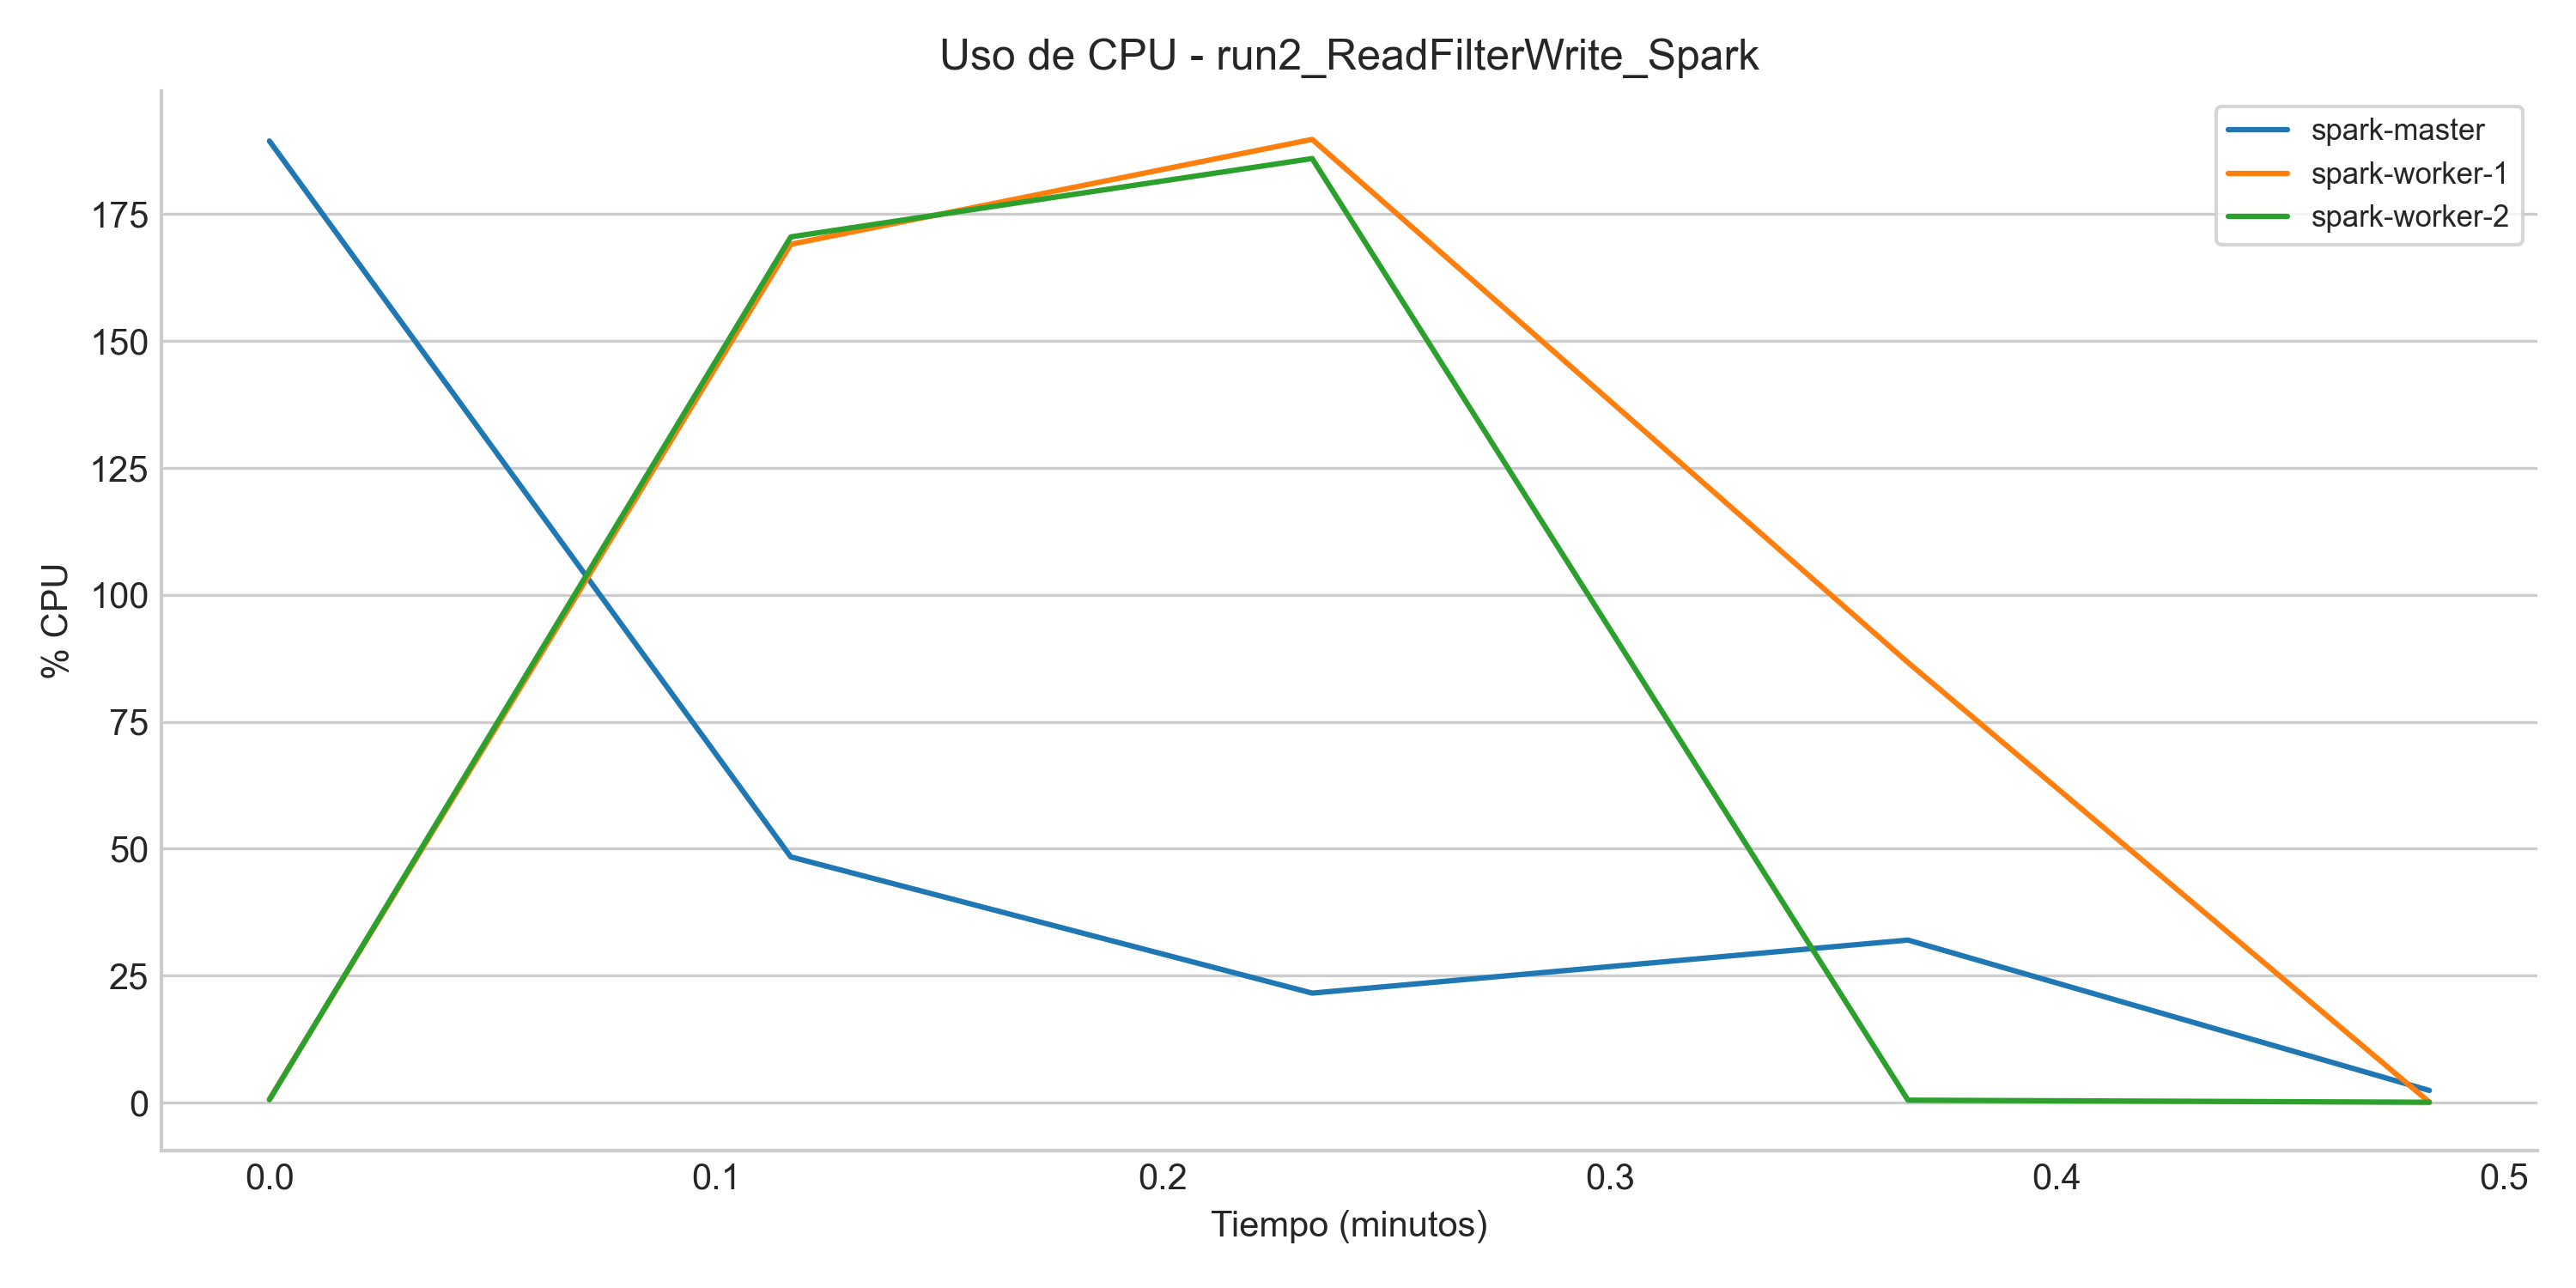 Uso de CPU - run2_ReadFilterWrite_Spark
spark-master
spark-worker-1
spark-worker-2
% CPU
175
150
125
100
75
50
25
0
0.0 0.1 0.2 0.3 0.4 0.5
Tiempo (minutos)